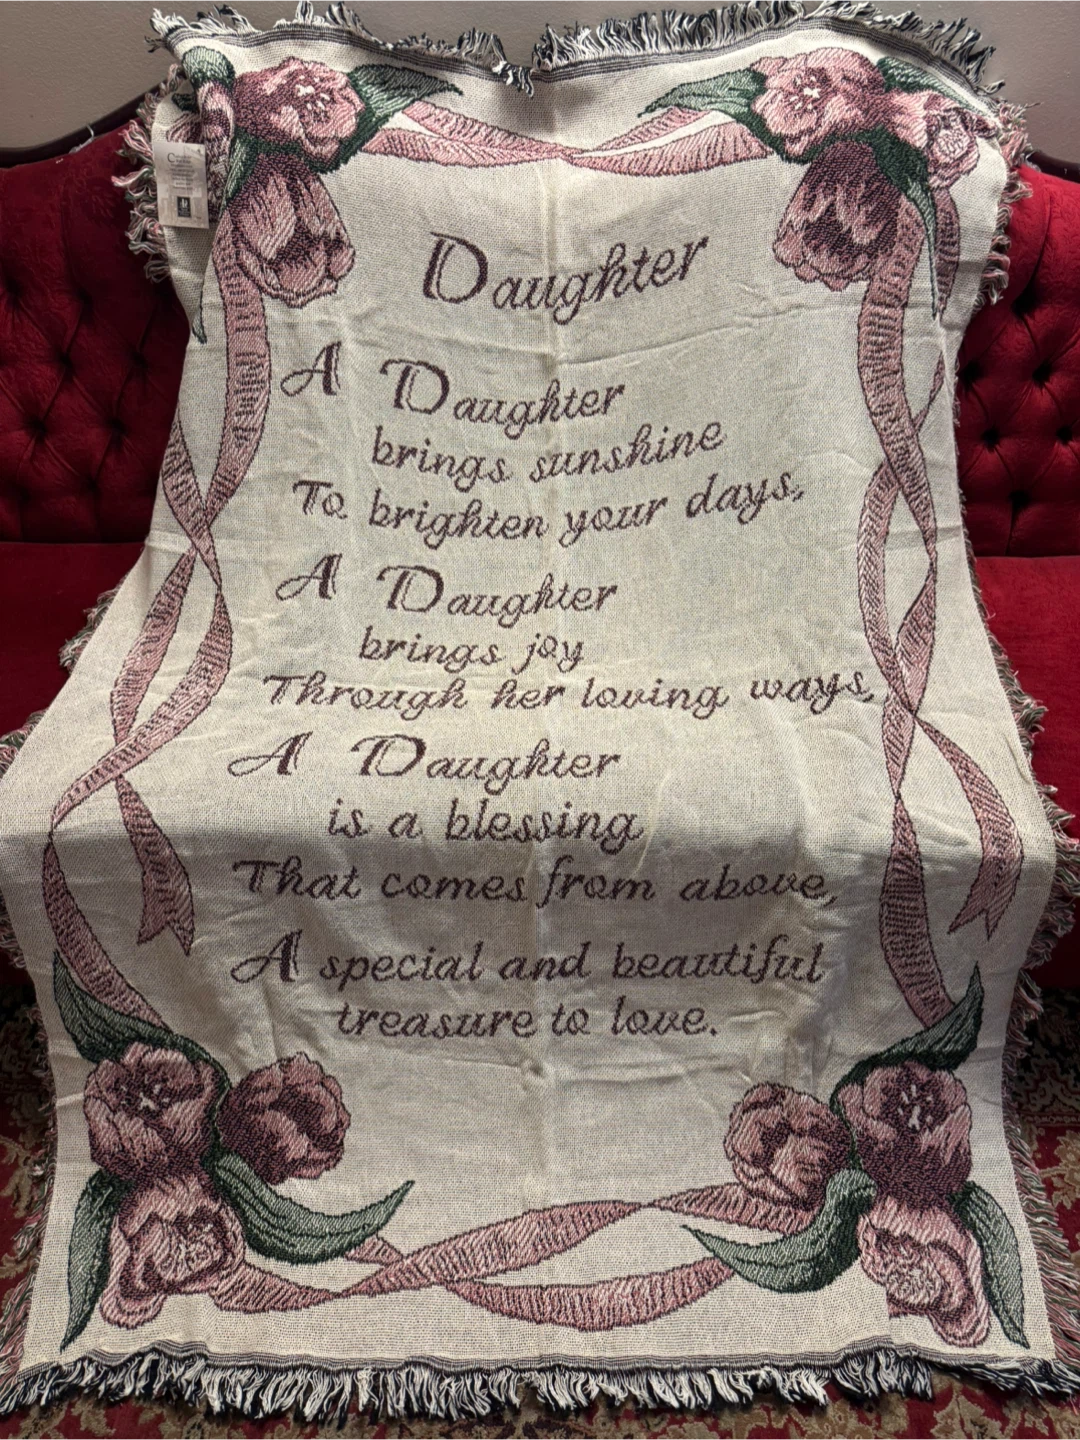 Daughter
A Daughter
brings sunshine
To brighten your days,
A Daughter
brings joy
Through her loving ways,
A Daughter
is a blessing
That comes from above,
A special and beautiful
treasure to love.